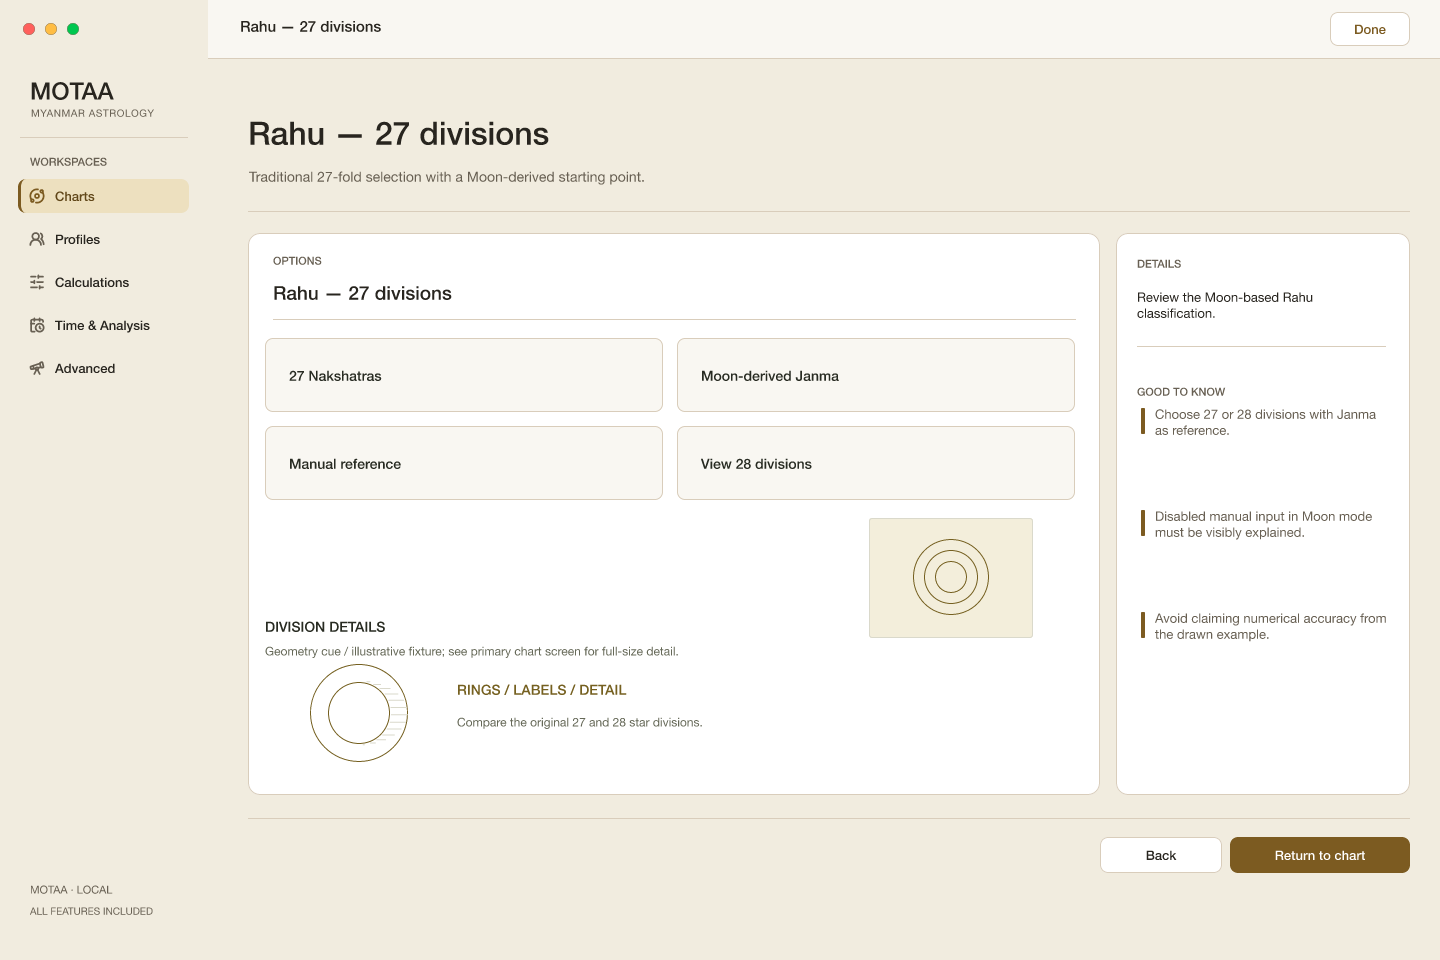 Rahu — 27 divisions
Done
MOTAA
MYANMAR ASTROLOGY
WORKSPACES
Charts
Profiles
Calculations
Time & Analysis
Advanced
MOTAA · LOCAL
ALL FEATURES INCLUDED
Rahu — 27 divisions
Traditional 27-fold selection with a Moon-derived starting point.
OPTIONS
Rahu — 27 divisions
27 Nakshatras
Moon-derived Janma
Manual reference
View 28 divisions
DIVISION DETAILS
Geometry cue / illustrative fixture; see primary chart screen for full-size detail.
RINGS / LABELS / DETAIL
Compare the original 27 and 28 star divisions.
DETAILS
Review the Moon-based Rahu
classification.
GOOD TO KNOW
Choose 27 or 28 divisions with Janma
as reference.
Disabled manual input in Moon mode
must be visibly explained.
Avoid claiming numerical accuracy from
the drawn example.
Back
Return to chart